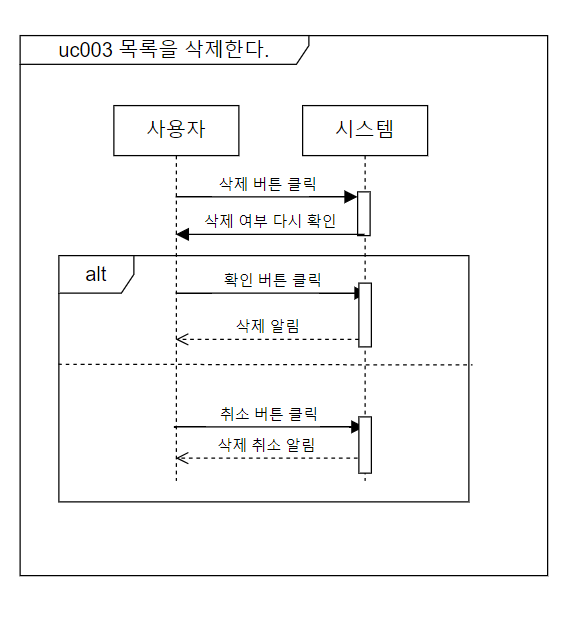 uc003 목록을 삭제한다.
사용자
시스템
삭제 버튼 클릭
삭제 여부 다시 확인
alt
확인 버튼 클릭
삭제 알림
취소 버튼 클릭
삭제 취소 알림